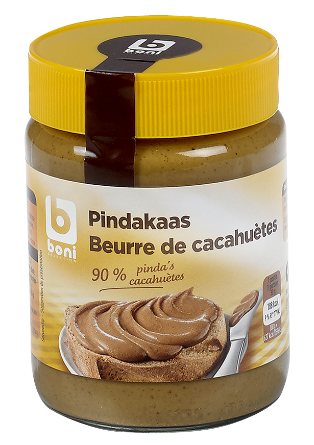 boni
boni
Pindakaas
Beurre de cacahuètes
90 % pinda's
cacahuètes